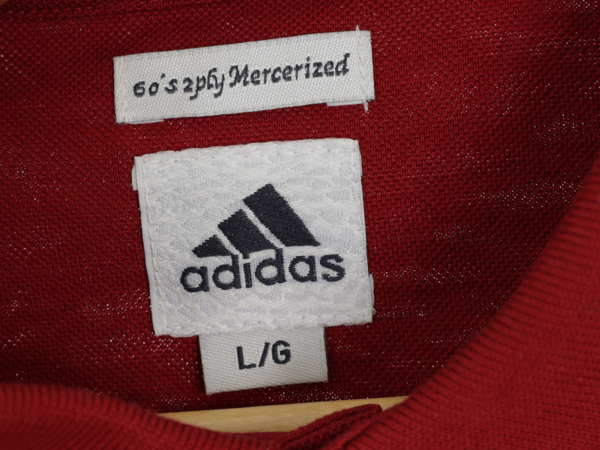 60's 2ply Mercerized
adidas
L/G